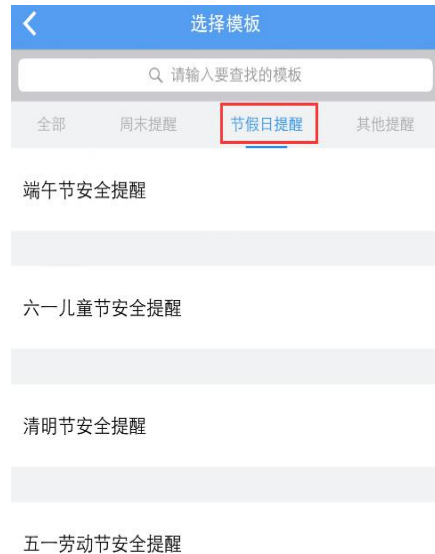 选择模板
请输入要查找的模板
全部 周末提醒 节假日提醒 其他提醒
端午节安全提醒
六一儿童节安全提醒
清明节安全提醒
五一劳动节安全提醒